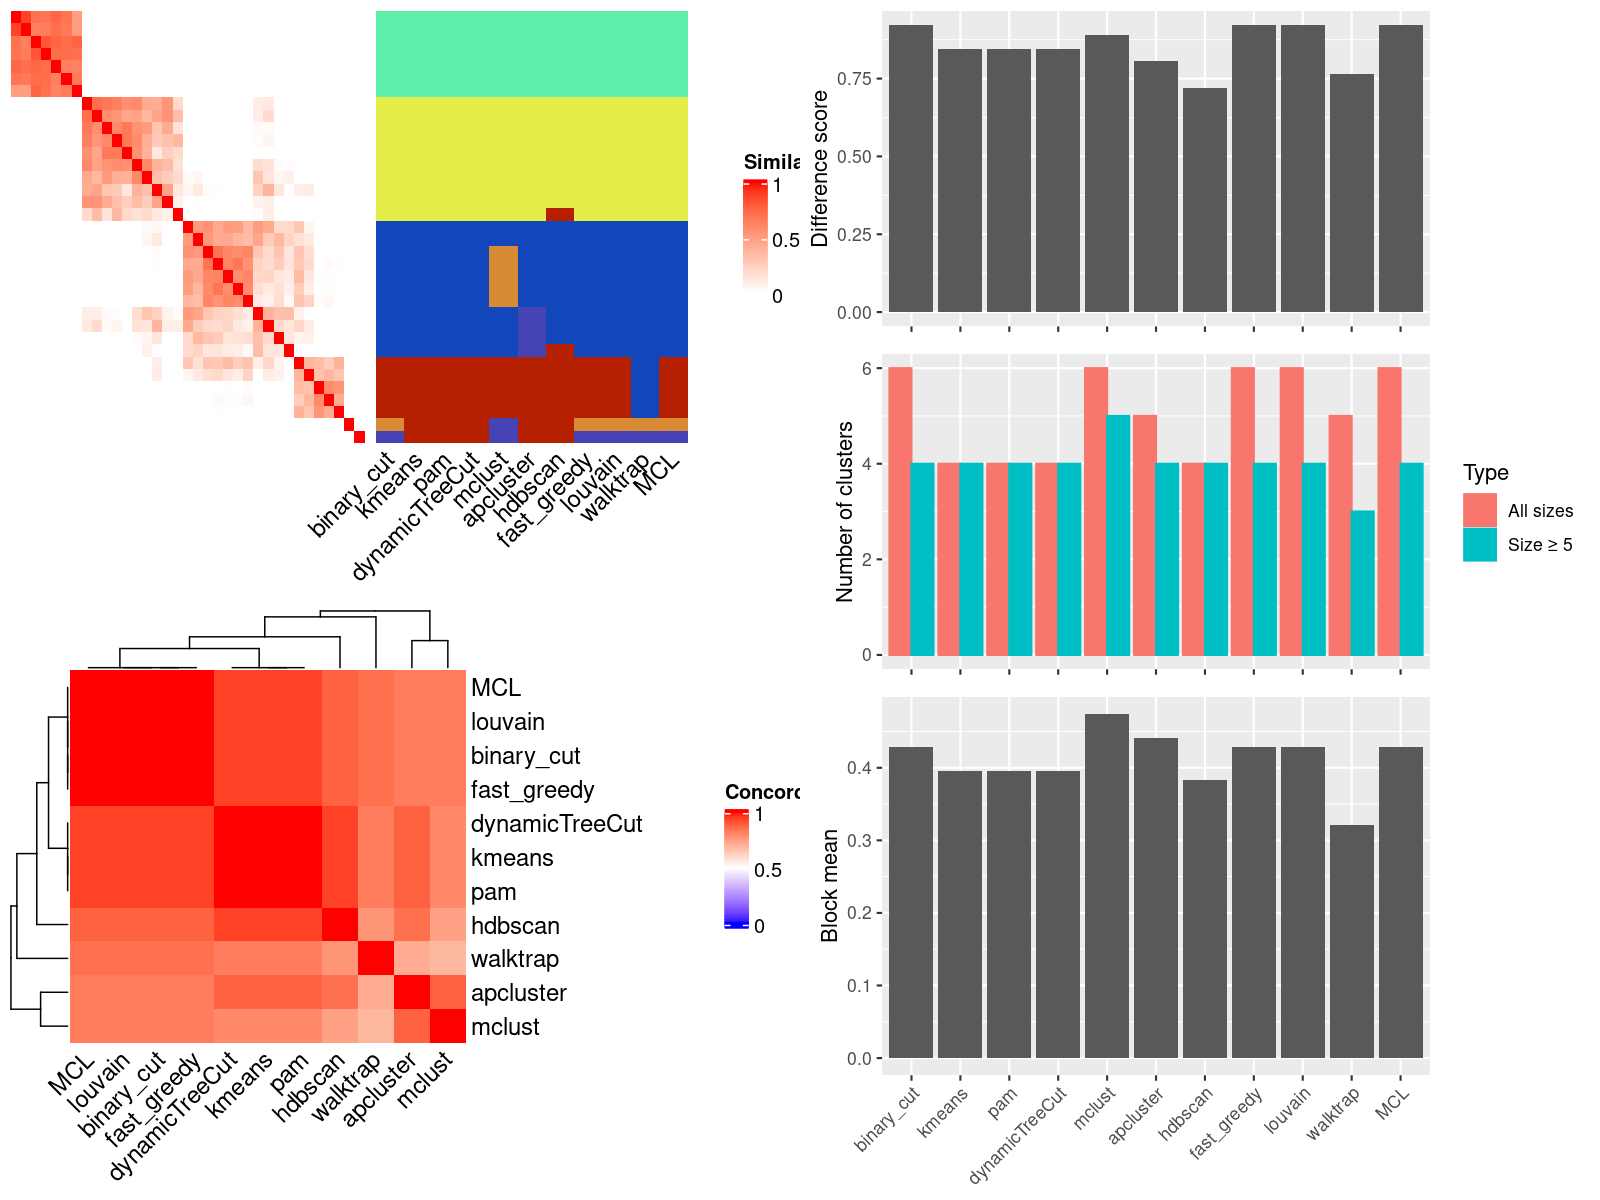 Simila
1
0.5
0
binary_cut
kmeans
pam
dynamicTreeCut
mclust
apcluster
hdbscan
fast_greedy
louvain
walktrap
MCL
Difference score
0.75
0.50
0.25
0.00
Number of clusters
6
4
2
0
Type
All sizes
Size ≥ 5
MCL
louvain
binary_cut
fast_greedy
dynamicTreeCut
kmeans
pam
hdbscan
walktrap
apcluster
mclust
MCL
louvain
binary_cut
fast_greedy
dynamicTreeCut
kmeans
pam
hdbscan
walktrap
apcluster
mclust
Concord
1
0.5
0
Block mean
0.4
0.3
0.2
0.1
0.0
binary_cut
kmeans
pam
dynamicTreeCut
mclust
apcluster
hdbscan
fast_greedy
louvain
walktrap
MCL